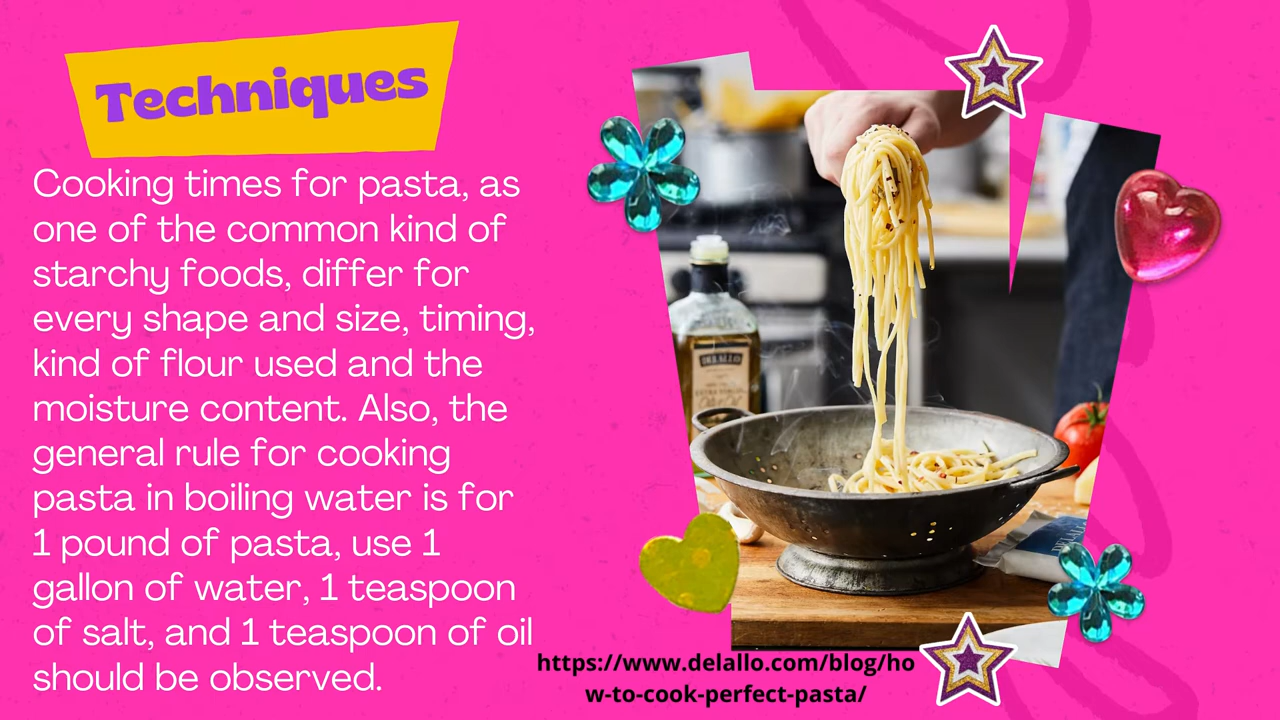 Techniques
Cooking times for pasta, as
one of the common kind of
starchy foods, differ for
every shape and size, timing,
kind of flour used and the
moisture content. Also, the
general rule for cooking
pasta in boiling water is for
1 pound of pasta, use 1
gallon of water, 1 teaspoon
of salt, and 1 teaspoon of oil
should be observed.
DELALLO
https://www.delallo.com/blog/ho
w-to-cook-perfect-pasta/